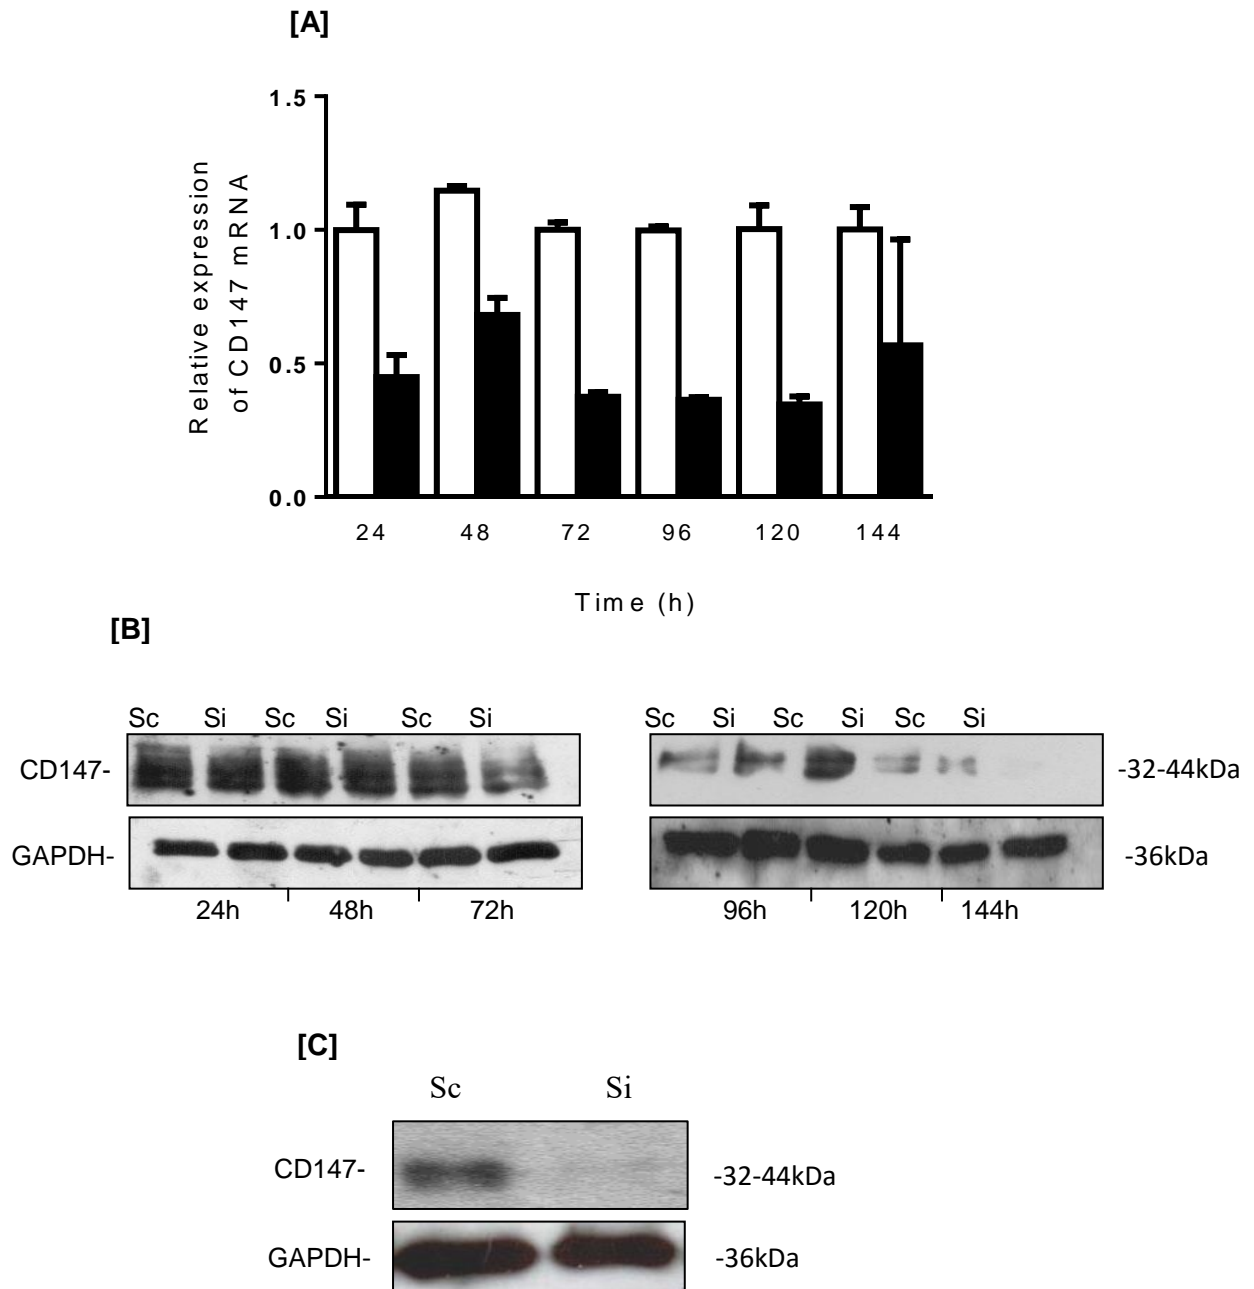 [A]
1.5
1.0
0.5
0.0
Relative expression
of CD147 mRNA
24 48 72 96 120 144
Time (h)
[B]
Sc Si Sc Si Sc Si
CD147-
GAPDH-
24h 48h 72h
Sc Si Sc Si Sc Si
-32-44kDa
-36kDa
96h 120h 144h
[C]
Sc Si
CD147- -32-44kDa
GAPDH- -36kDa